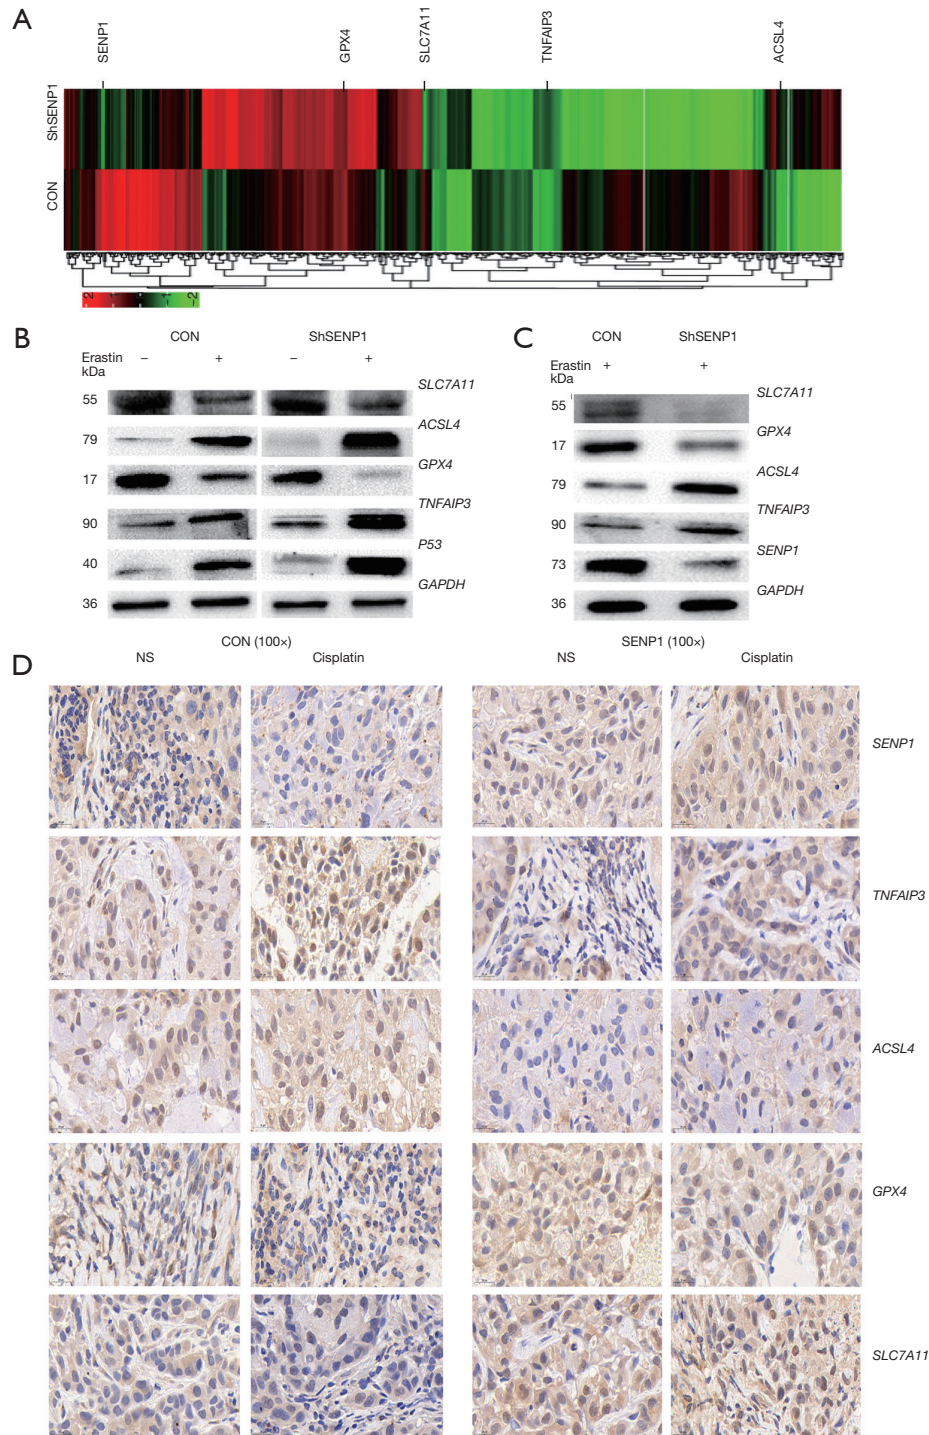 A
SENP1
GPX4
SLC7A11
TNFAIP3
ACSL4
ShSENP1
CON
2
1
-1
-2
B
CON ShSENP1
Erastin – + – +
kDa
SLC7A11
55
ACSL4
79
GPX4
17
TNFAIP3
90
P53
40
GAPDH
36
C
CON ShSENP1
Erastin + +
kDa
SLC7A11
55
GPX4
17
ACSL4
79
TNFAIP3
90
SENP1
73
GAPDH
36
D
CON (100×) SENP1 (100×)
NS Cisplatin NS Cisplatin
SENP1
TNFAIP3
ACSL4
GPX4
SLC7A11